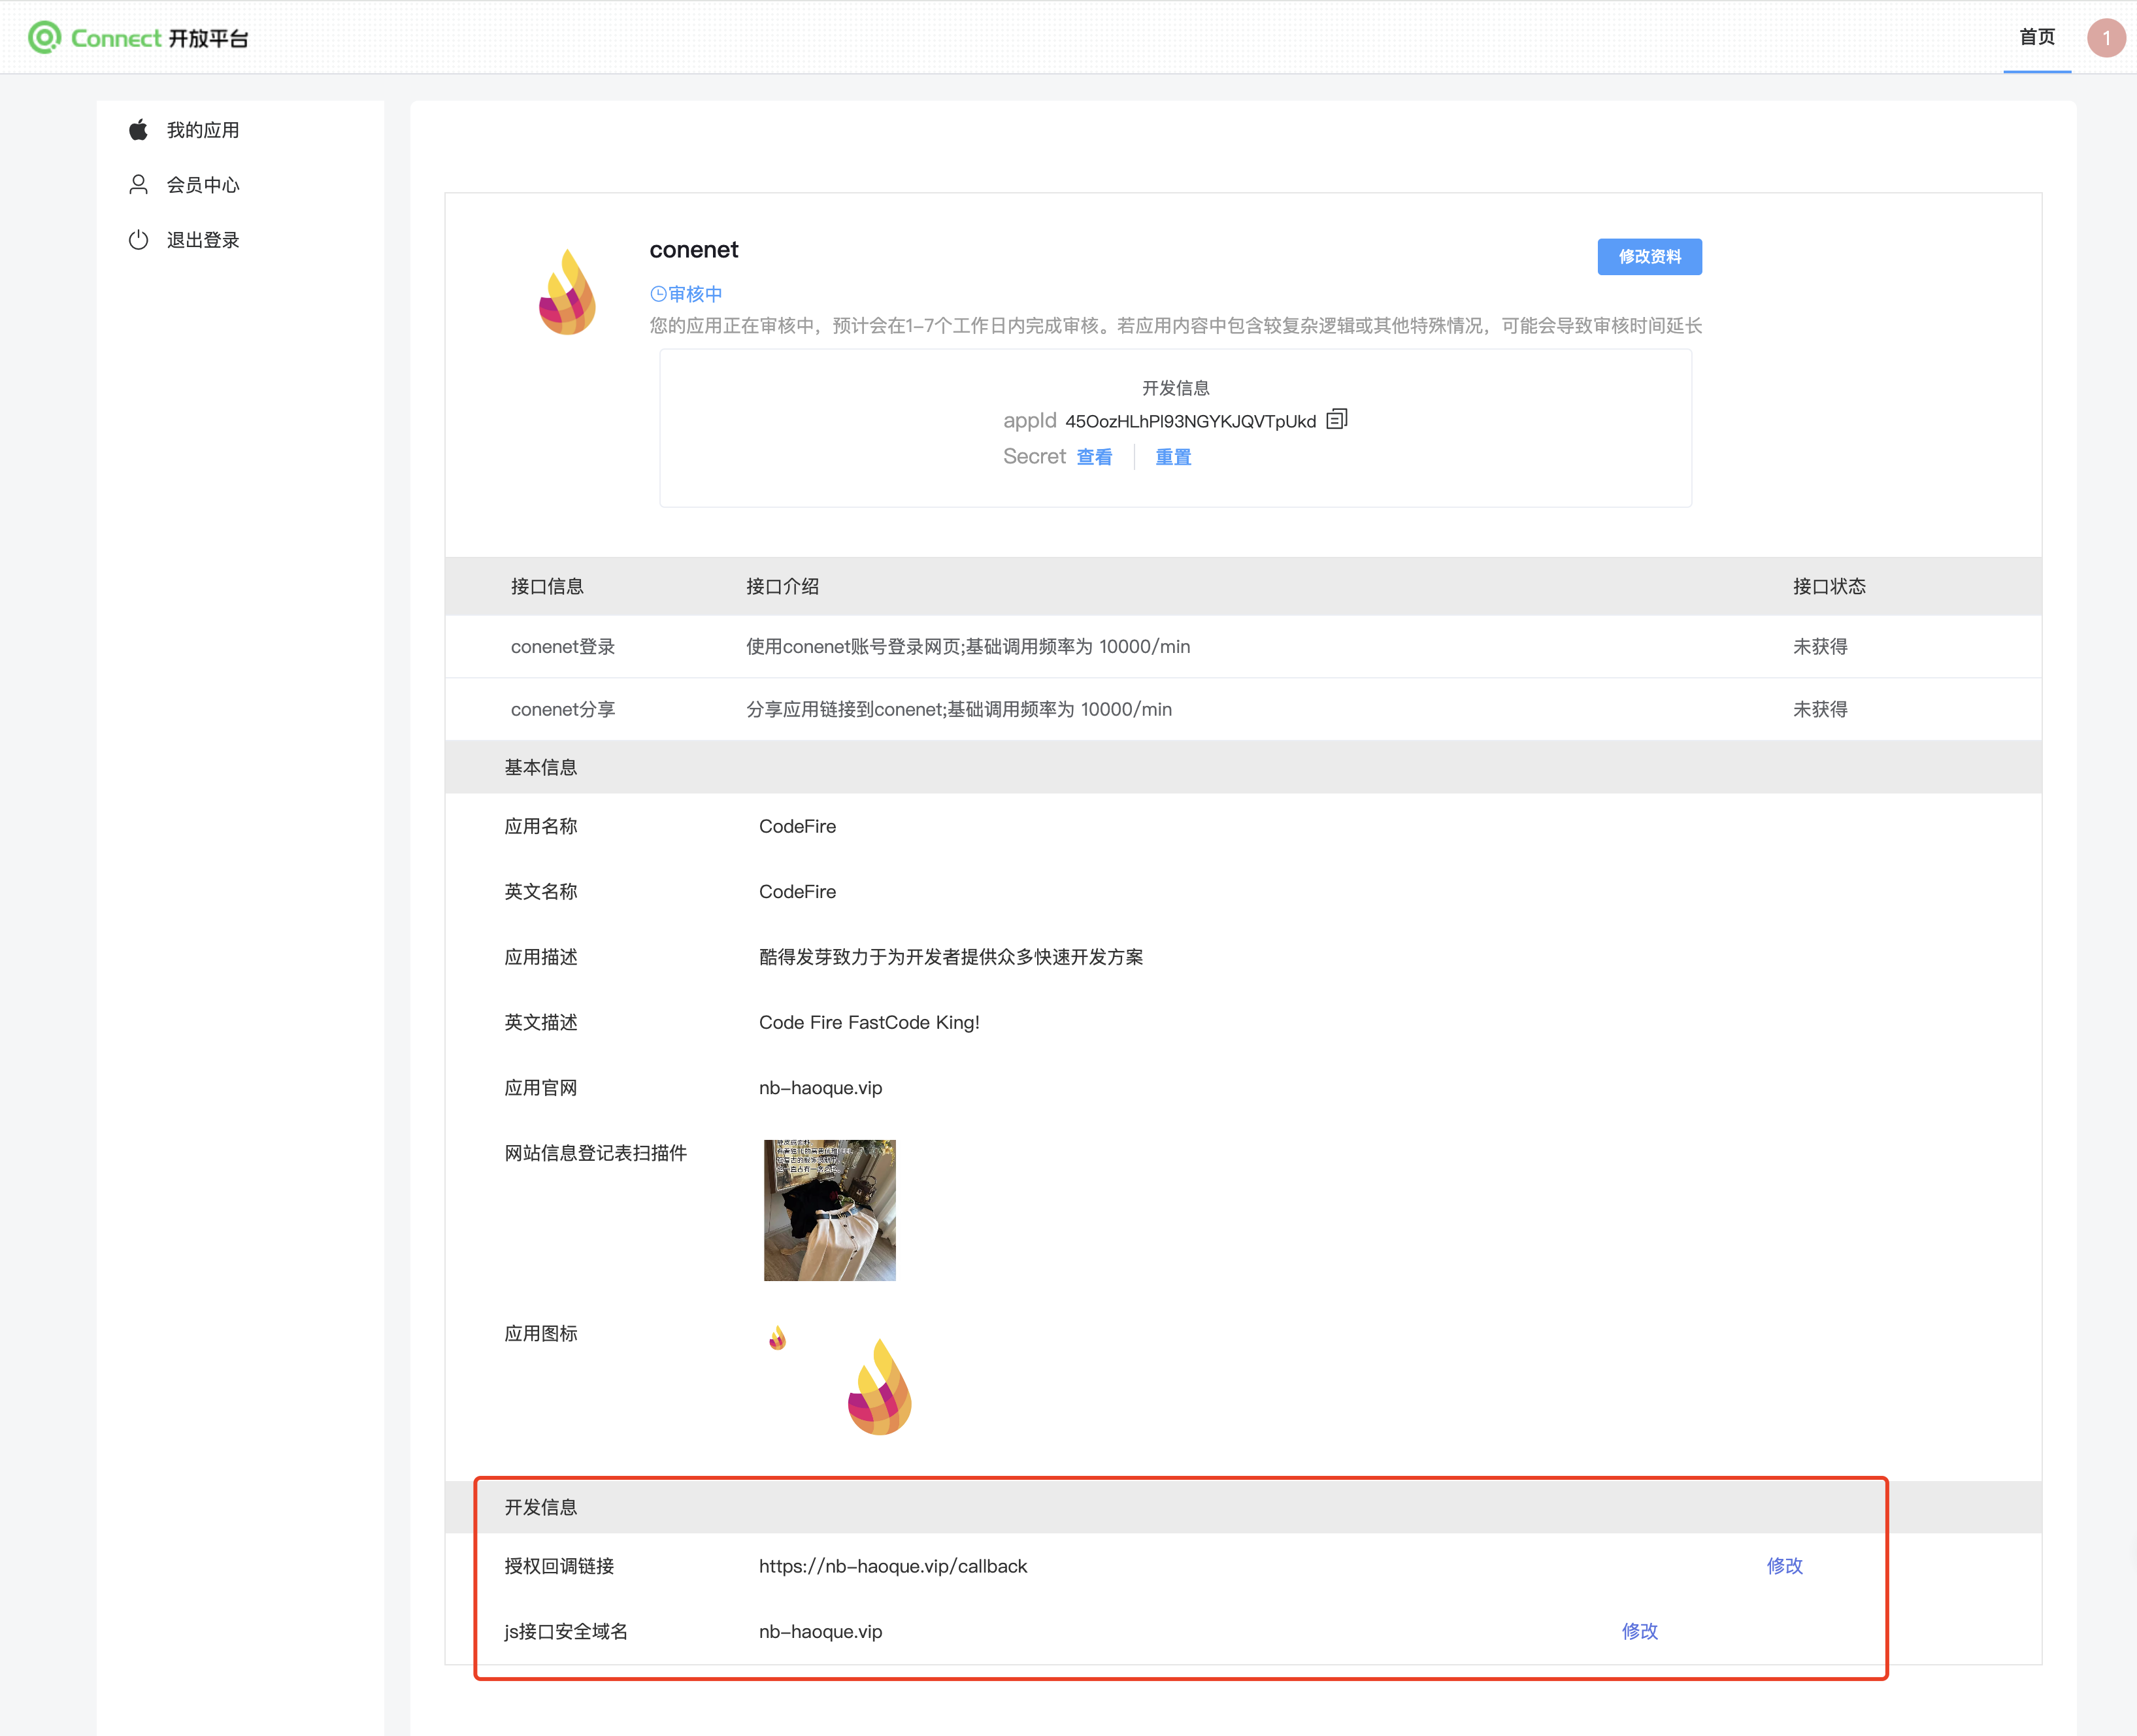 Connect 开放平台
首页
1
我的应用
会员中心
退出登录
conenet
修改资料
审核中
您的应用正在审核中，预计会在1-7个工作日内完成审核。若应用内容中包含较复杂逻辑或其他特殊情况，可能会导致审核时间延长
开发信息
appId 45OozHLhPl93NGYKJQVTpUkd
Secret 查看 重置
接口信息 接口介绍 接口状态
conenet登录 使用conenet账号登录网页;基础调用频率为 10000/min 未获得
conenet分享 分享应用链接到conenet;基础调用频率为 10000/min 未获得
基本信息
应用名称 CodeFire
英文名称 CodeFire
应用描述 酷得发芽致力于为开发者提供众多快速开发方案
英文描述 Code Fire FastCode King!
应用官网 nb-haoque.vip
网站信息登记表扫描件
应用图标
开发信息
授权回调链接 https://nb-haoque.vip/callback 修改
js接口安全域名 nb-haoque.vip 修改